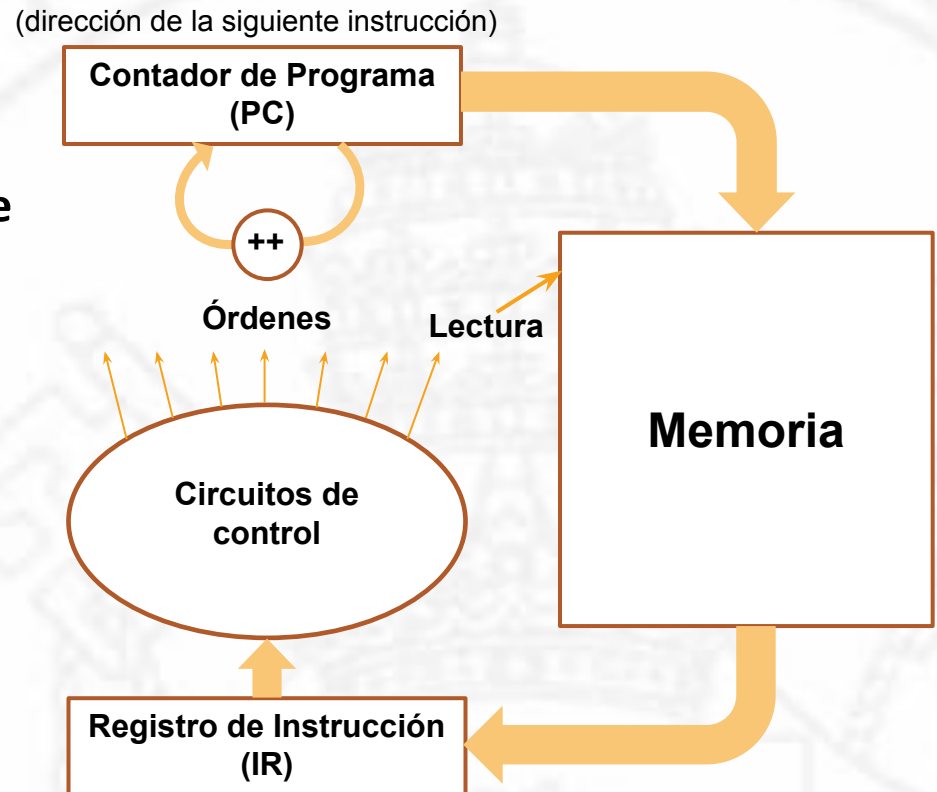 (dirección de la siguiente instrucción)
Contador de Programa
(PC)
e
++
Órdenes
Lectura
Memoria
Circuitos de
control
Registro de Instrucción
(IR)